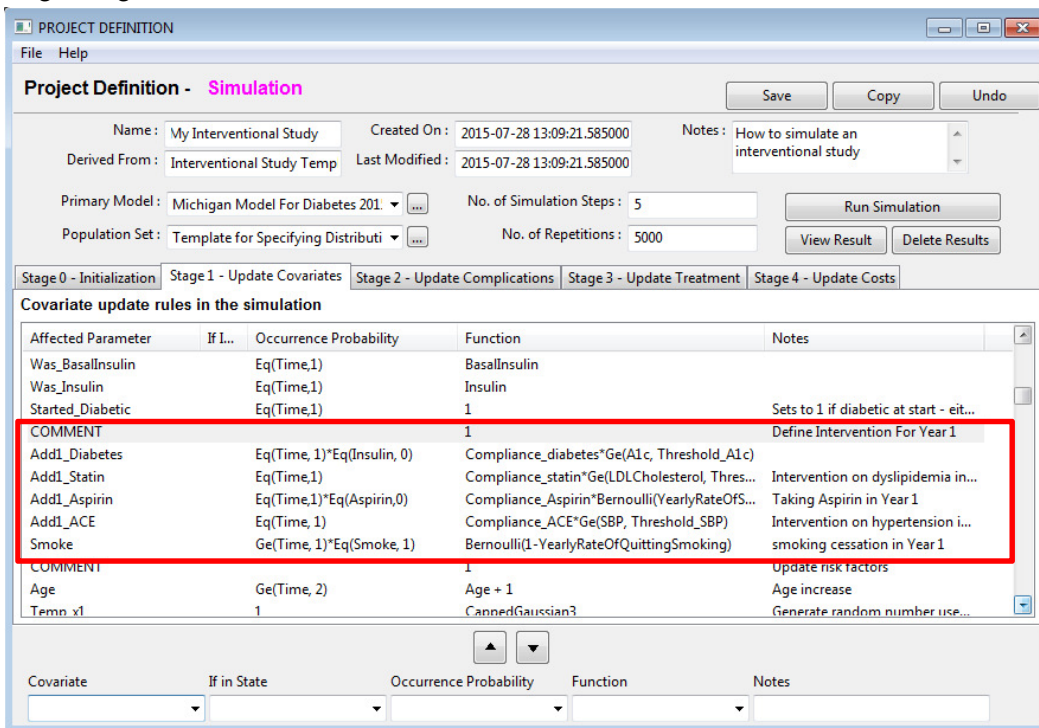 PROJECT DEFINITION
File Help
Project Definition - Simulation
Save Copy Undo
Name : My Interventional Study Created On : 2015-07-28 13:09:21.585000 Notes : How to simulate an
interventional study
Derived From : Interventional Study Temp Last Modified : 2015-07-28 13:09:21.585000
Primary Model : Michigan Model For Diabetes 201 ... No. of Simulation Steps : 5 Run Simulation
Population Set : Template for Specifying Distributi ... No. of Repetitions : 5000 View Result Delete Results
Stage 0 - Initialization Stage 1 - Update Covariates Stage 2 - Update Complications Stage 3 - Update Treatment Stage 4 - Update Costs
Covariate update rules in the simulation
Affected Parameter If I... Occurrence Probability Function Notes
Was_BasalInsulin Eq(Time,1) BasalInsulin
Was_Insulin Eq(Time,1) Insulin
Started_Diabetic Eq(Time,1) 1 Sets to 1 if diabetic at start - eit...
COMMENT 1 Define Intervention For Year 1
Add1_Diabetes Eq(Time, 1)*Eq(Insulin, 0) Compliance_diabetes*Ge(A1c, Threshold_A1c)
Add1_Statin Eq(Time,1) Compliance_statin*Ge(LDLCholesterol, Thres... Intervention on dyslipidemia in...
Add1_Aspirin Eq(Time,1)*Eq(Aspirin,0) Compliance_Aspirin*Bernoulli(YearlyRateOfS... Taking Aspirin in Year 1
Add1_ACE Eq(Time, 1) Compliance_ACE*Ge(SBP, Threshold_SBP) Intervention on hypertension i...
Smoke Ge(Time, 1)*Eq(Smoke, 1) Bernoulli(1-YearlyRateOfQuittingSmoking) smoking cessation in Year 1
COMMENT 1 Update risk factors
Age Ge(Time, 2) Age + 1 Age increase
Temp_x1 1 CappedGaussian3 Generate random number use...
Covariate If in State Occurrence Probability Function Notes